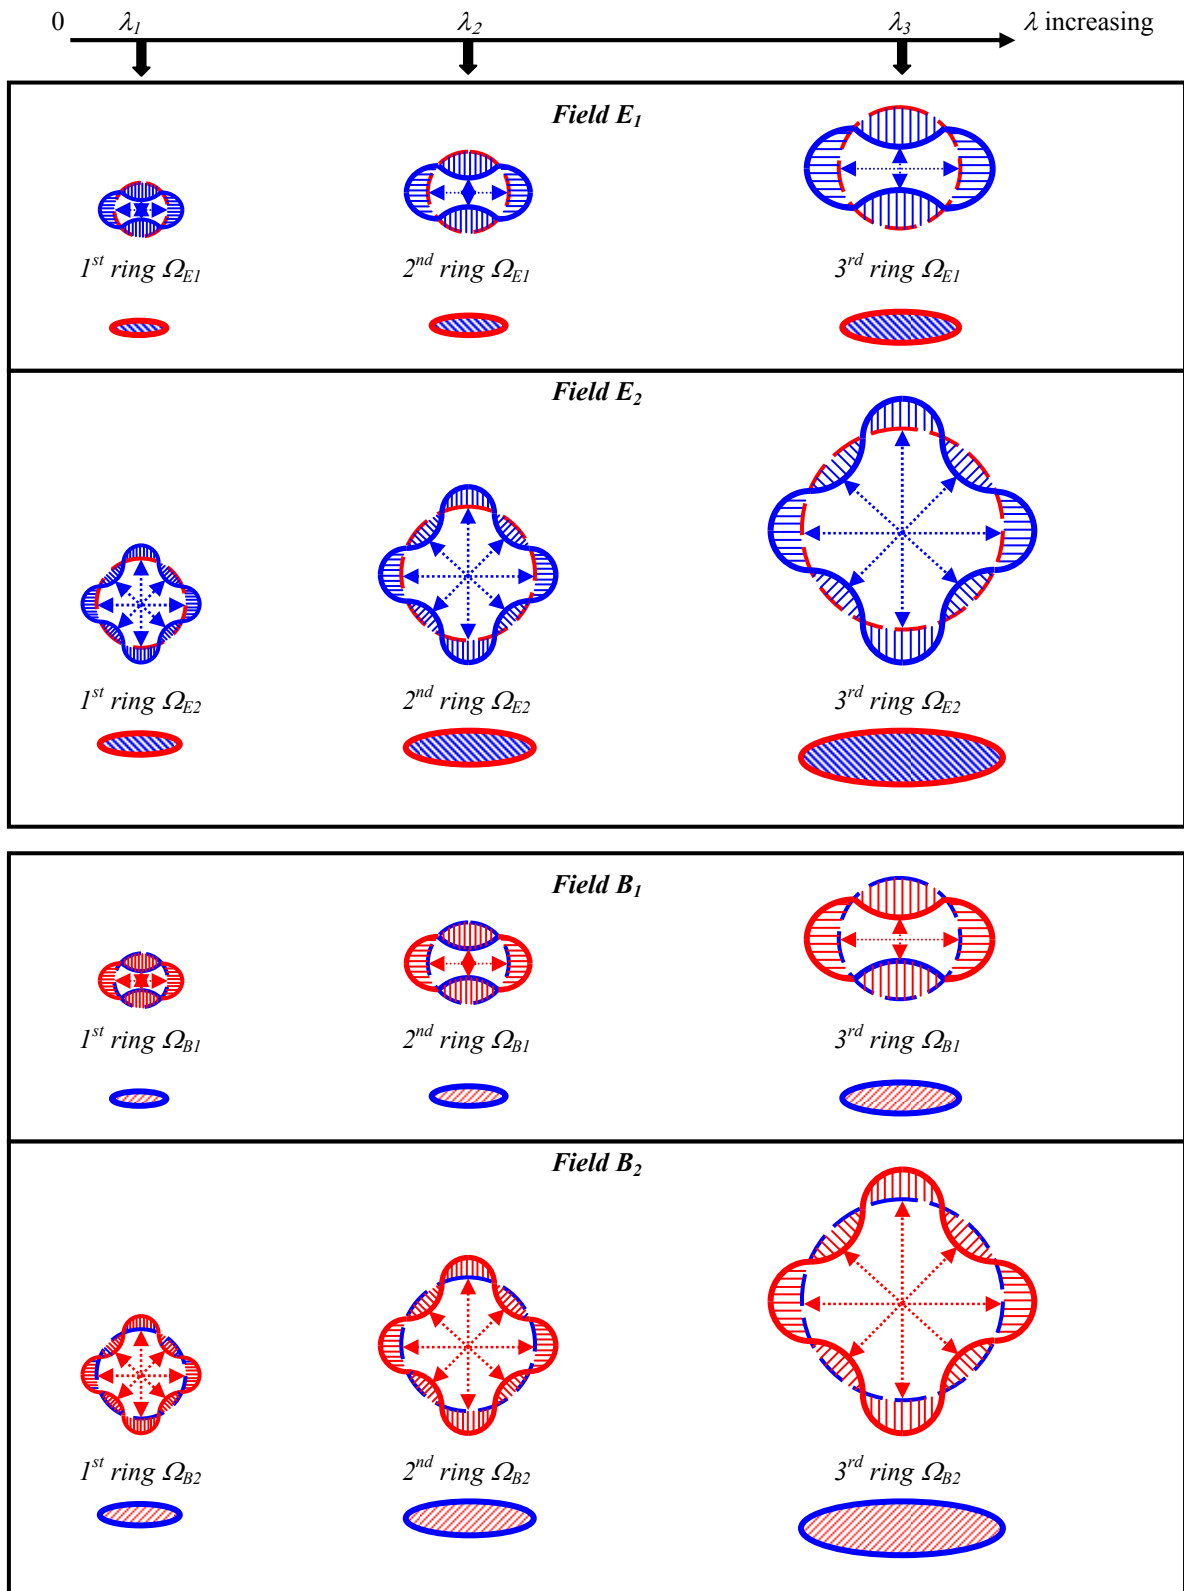 0 λ1 λ2 λ3 λ increasing
Field E1
1st ring ΩE1 2nd ring ΩE1 3rd ring ΩE1
Field E2
1st ring ΩE2 2nd ring ΩE2 3rd ring ΩE2
Field B1
1st ring ΩB1 2nd ring ΩB1 3rd ring ΩB1
Field B2
1st ring ΩB2 2nd ring ΩB2 3rd ring ΩB2